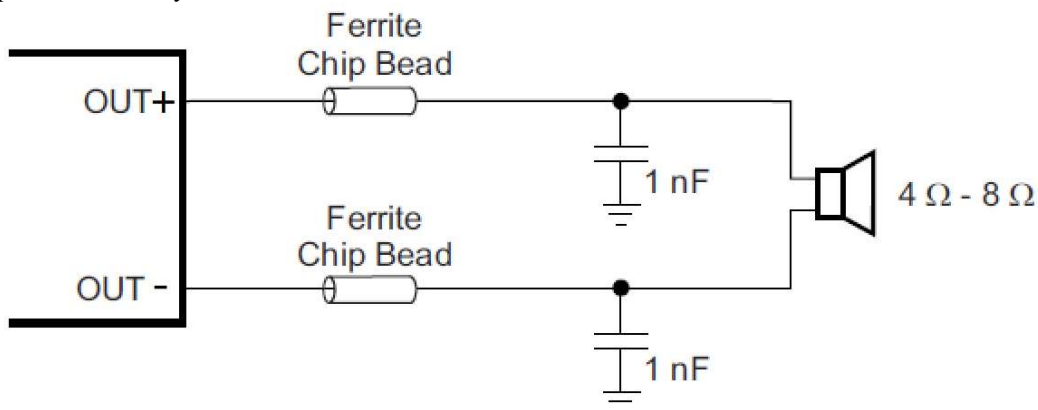 Ferrite
Chip Bead
OUT+
1 nF
4 Ω - 8 Ω
Ferrite
Chip Bead
OUT -
1 nF